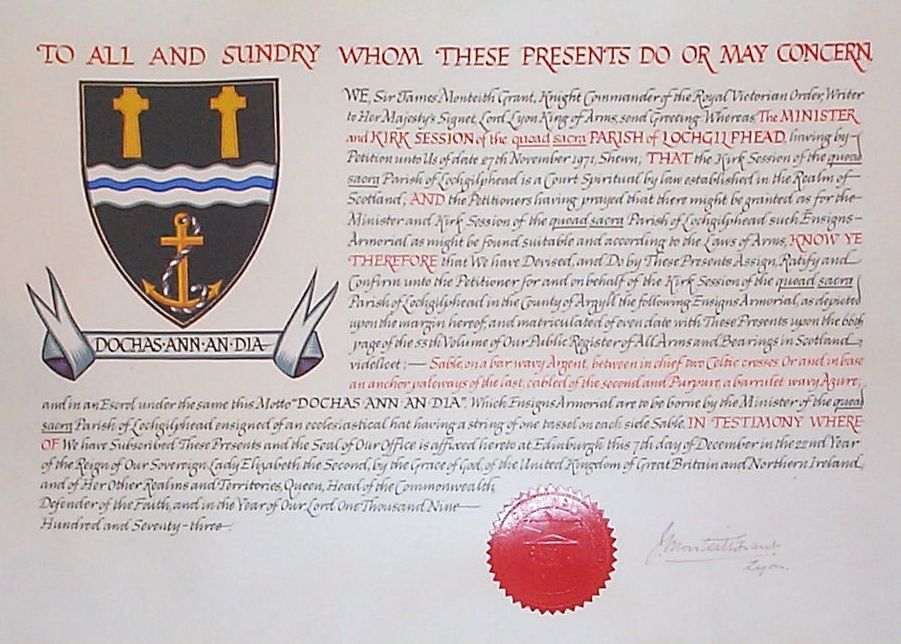 TO ALL AND SUNDRY WHOM THESE PRESENTS DO OR MAY CONCERN
WE, Sir James Monteith Grant, Knight Commander of the Royal Victorian Order, Writer
to Her Majesty's Signet, Lord Lyon King of Arms, send Greeting: Whereas, The MINISTER
and KIRK SESSION of the quoad sacra PARISH of LOCHGILPHEAD, having by
Petition unto Us of date 27th November 1971, Shewn, THAT the Kirk Session of the quoad
sacra Parish of Lochgilphead is a Court Spiritual by law established in the Realm of
Scotland, AND the Petitioners having prayed that there might be granted as for the
Minister and Kirk Session of the quoad sacra Parish of Lochgilphead such Ensigns
Armorial as might be found suitable and according to the Laws of Arms, KNOW YE
THEREFORE that We have Devised, and Do by These Presents Assign, Ratify and
Confirm unto the Petitioner for and on behalf of the Kirk Session of the quoad sacra
Parish of Lochgilphead in the County of Argyll the following Ensigns Armorial, as depicted
upon the margin hereof, and matriculated of even date with These Presents upon the 66th
page of the 55th Volume of Our Public Register of All Arms and Bearings in Scotland,
videlicet:— Sable, on a bar wavy Argent, between in chief two Celtic crosses Or and in base
an anchor paleways of the last, cabled of the second and Purpure, a barrulet wavy Azure;
DOCHAS·ANN·AN·DIA
and in an Escrol under the same this Motto "DOCHAS ANN AN DIA". Which Ensigns Armorial are to be borne by the Minister of the quoad
sacra Parish of Lochgilphead ensigned of an ecclesiastical hat having a string of one tassel on each side Sable. IN TESTIMONY WHERE
OF We have Subscribed These Presents and the Seal of Our Office is affixed hereto at Edinburgh, this 7th day of December in the 22nd Year
of the Reign of Our Sovereign Lady Elizabeth the Second, by the Grace of God, of the United Kingdom of Great Britain and Northern Ireland,
and of Her Other Realms and Territories, Queen, Head of the Commonwealth,
Defender of the Faith, and in the Year of Our Lord One Thousand Nine
Hundred and Seventy-three.
J. Monteith Grant
Lyon.